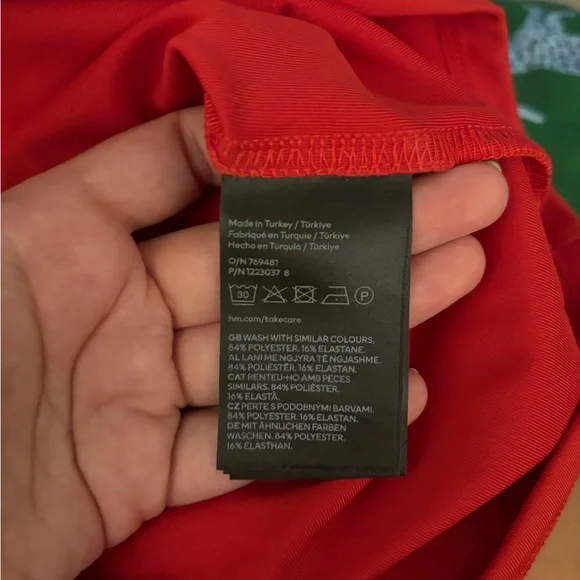 Made in Turkey / Türkiye
Fabriqué en Turquie / Türkiye
Hecho en Turquía / Türkiye
O/N 769481
P/N 1223037 8
30 P
hm.com/takecare
GB WASH WITH SIMILAR COLOURS.
84% POLYESTER. 16% ELASTANE.
AL LANI ME NGJYRA TË NGJASHME.
84% POLIESTËR. 16% ELASTAN.
CAT RENTEU-HO AMB PECES
SIMILARS. 84% POLIÈSTER.
16% ELASTÀ.
CZ PERTE S PODOBNÝMI BARVAMI.
84% POLYESTER. 16% ELASTAN.
DE MIT ÄHNLICHEN FARBEN
WASCHEN. 84% POLYESTER.
16% ELASTHAN.